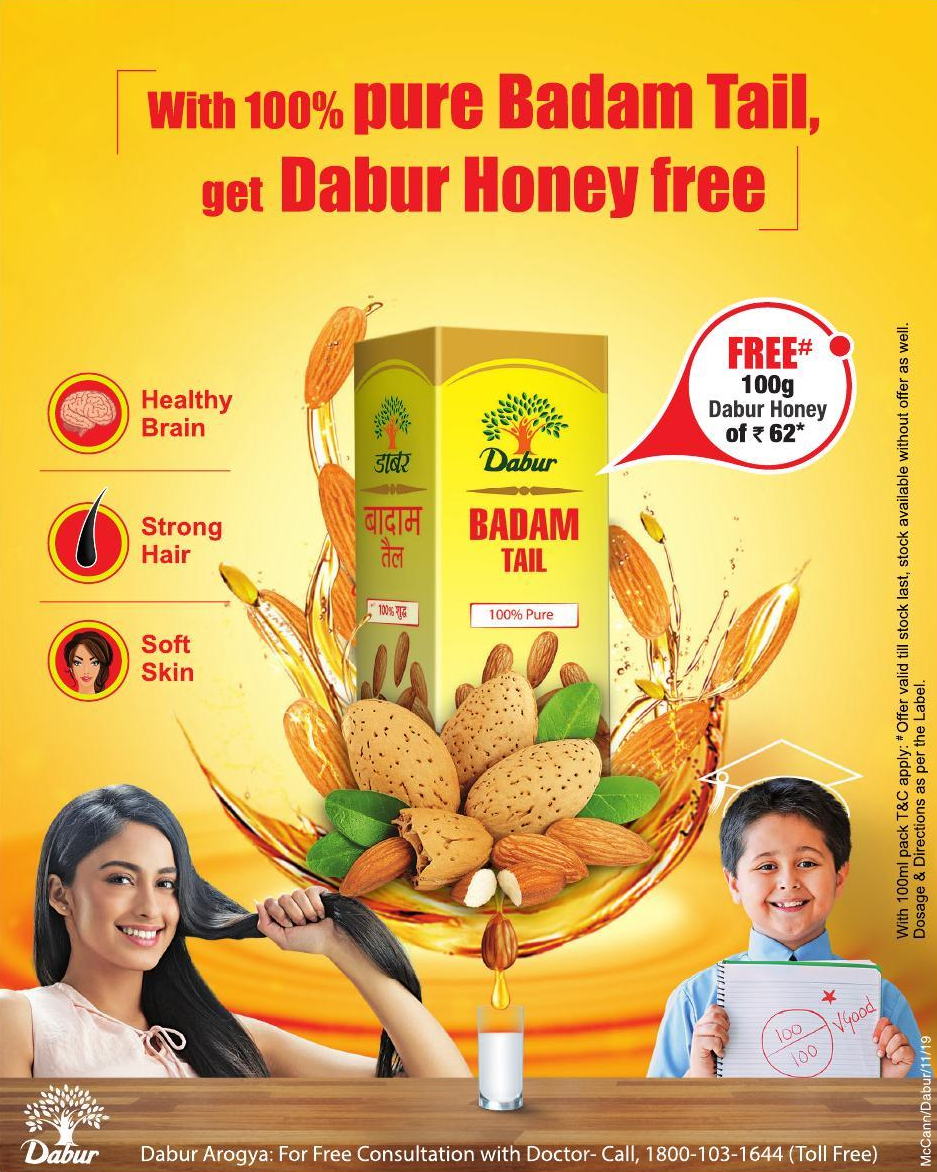 With 100% pure Badam Tail,
get Dabur Honey free
FREE#
100g
Dabur Honey
of ₹ 62*
Healthy
Brain
Strong
Hair
Soft
Skin
डाबर
बादाम
तैल
100% शुद्ध
Dabur
BADAM
TAIL
100% Pure
100
100
VGood
With 100ml pack T&C apply: # Offer valid till stock last, stock available without offer as well.
Dosage & Directions as per the Label.
McCann/Dabur/11/19
Dabur
Dabur Arogya: For Free Consultation with Doctor- Call, 1800-103-1644 (Toll Free)